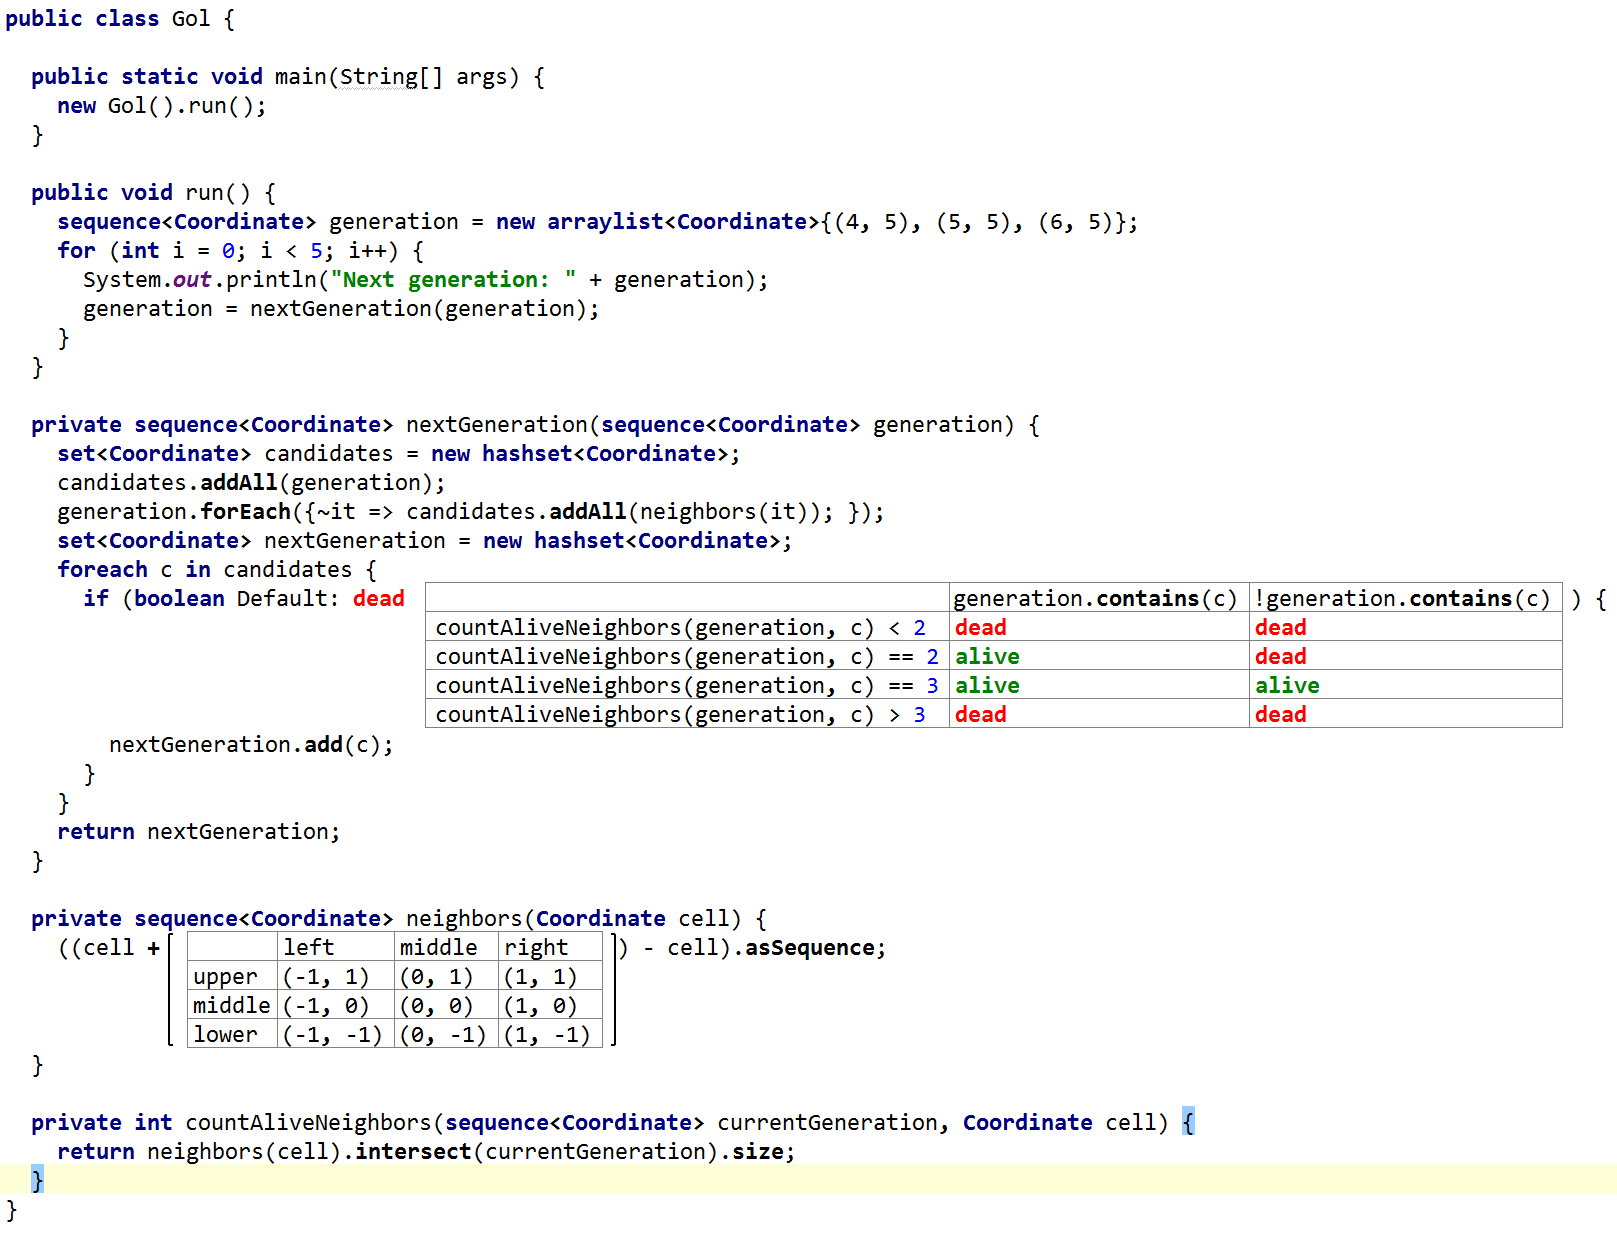 public class Gol {
public static void main(String[] args) {
new Gol().run();
}
public void run() {
sequence<Coordinate> generation = new arraylist<Coordinate>{(4, 5), (5, 5), (6, 5)};
for (int i = 0; i < 5; i++) {
System.out.println("Next generation: " + generation);
generation = nextGeneration(generation);
}
}
private sequence<Coordinate> nextGeneration(sequence<Coordinate> generation) {
set<Coordinate> candidates = new hashset<Coordinate>;
candidates.addAll(generation);
generation.forEach({~it => candidates.addAll(neighbors(it)); });
set<Coordinate> nextGeneration = new hashset<Coordinate>;
foreach c in candidates {
if (boolean Default: dead generation.contains(c) !generation.contains(c) ) {
countAliveNeighbors(generation, c) < 2 dead dead
countAliveNeighbors(generation, c) == 2 alive dead
countAliveNeighbors(generation, c) == 3 alive alive
countAliveNeighbors(generation, c) > 3 dead dead
nextGeneration.add(c);
}
}
return nextGeneration;
}
private sequence<Coordinate> neighbors(Coordinate cell) {
((cell + [ left middle right ]) - cell).asSequence;
upper (-1, 1) (0, 1) (1, 1)
middle (-1, 0) (0, 0) (1, 0)
lower (-1, -1) (0, -1) (1, -1)
}
private int countAliveNeighbors(sequence<Coordinate> currentGeneration, Coordinate cell) {
return neighbors(cell).intersect(currentGeneration).size;
}
}